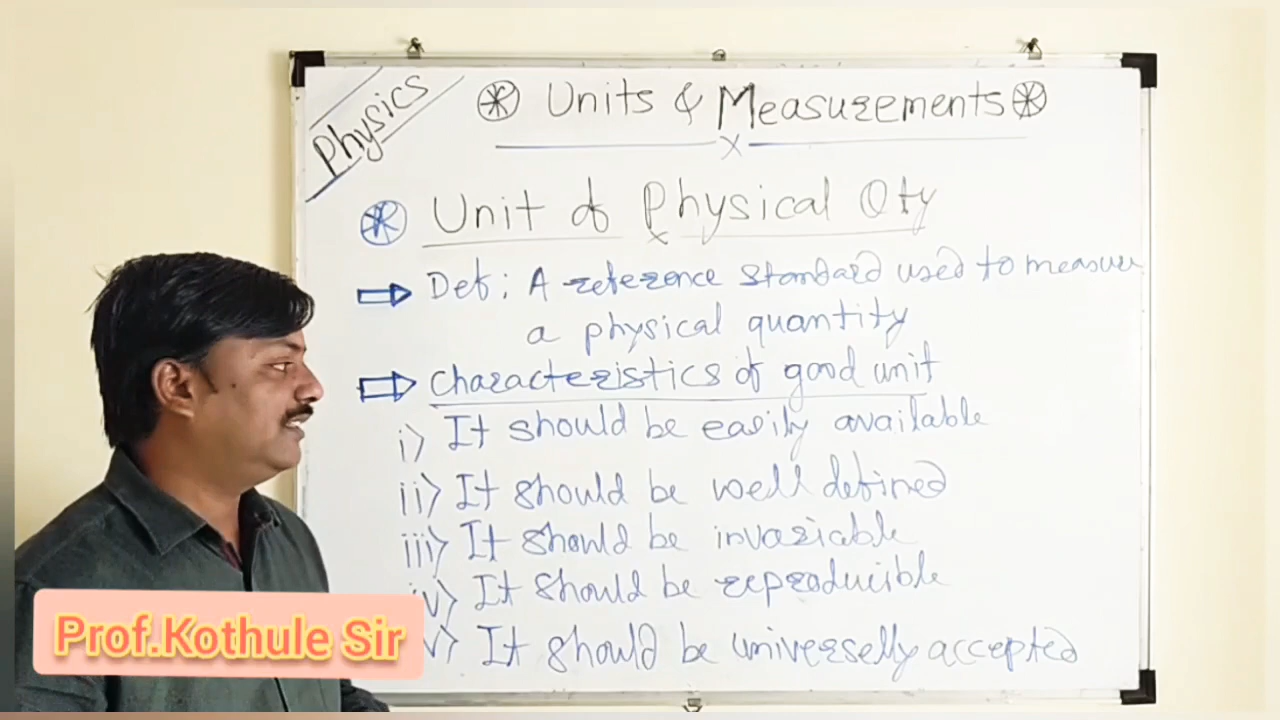 Physics
Units & Measurements
Unit of Physical Qty
Def: A reference standard used to measure
a physical quantity
Characteristics of good unit
i) It should be easily available
ii) It should be well defined
iii) It should be invariable
iv) It should be reproducible
v) It should be universelly accepted
Prof.Kothule Sir